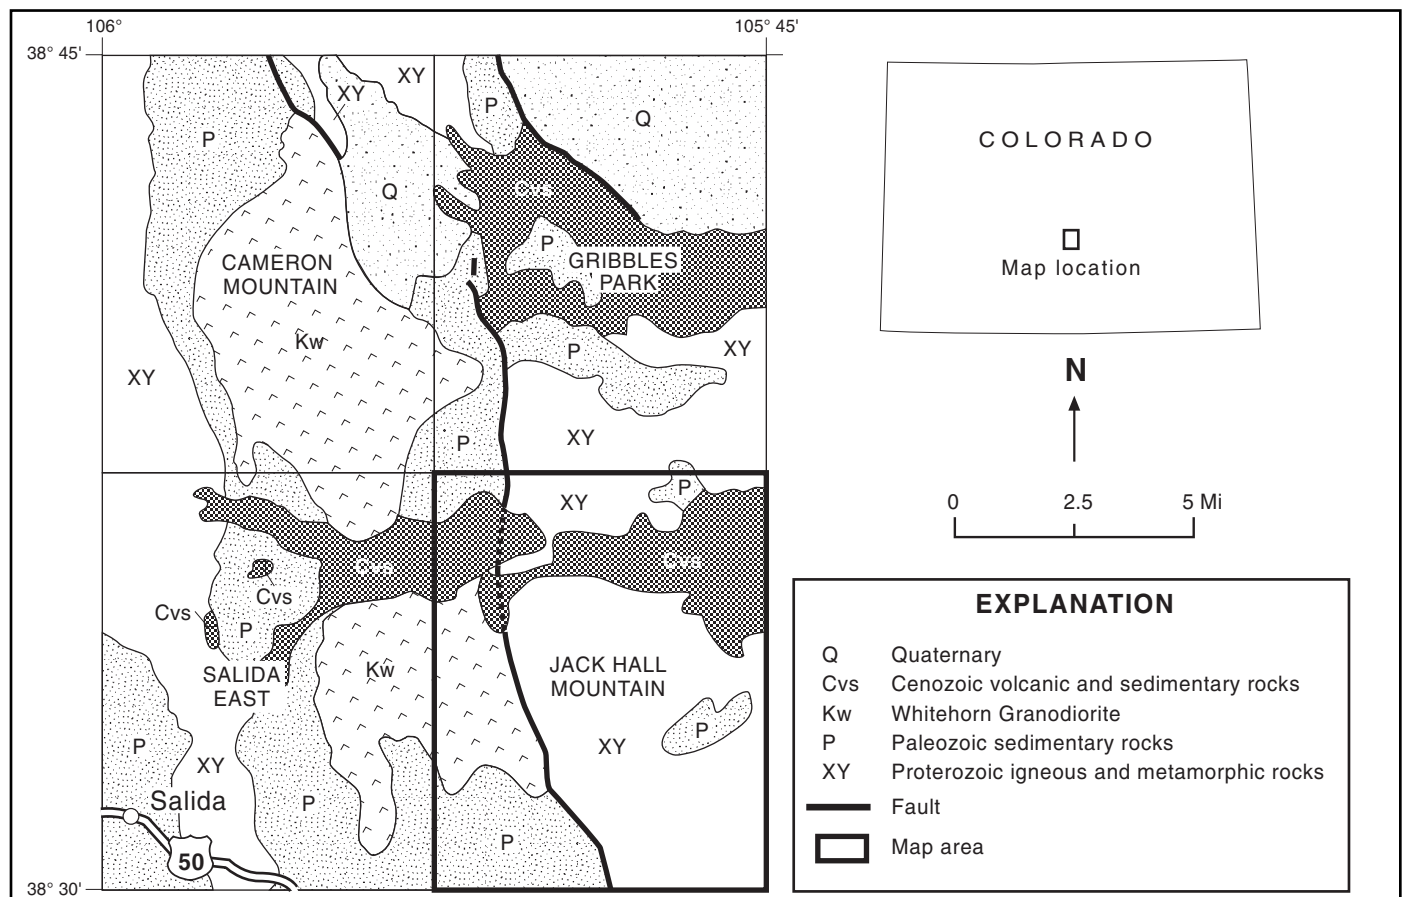 106°
105° 45'
38° 45'
XY
XY
P
Q
P
Cvs
Q
P
CAMERON
MOUNTAIN
GRIBBLES
PARK
Kw
P
XY
XY
P
XY
P
XY
Cvs
Cvs
Cvs
Cvs
P
Kw
SALIDA
EAST
JACK HALL
MOUNTAIN
P
XY
P
XY
Salida
P
P
50
38° 30'
COLORADO
Map location
N
0 2.5 5 Mi
EXPLANATION
Q Quaternary
Cvs Cenozoic volcanic and sedimentary rocks
Kw Whitehorn Granodiorite
P Paleozoic sedimentary rocks
XY Proterozoic igneous and metamorphic rocks
Fault
Map area